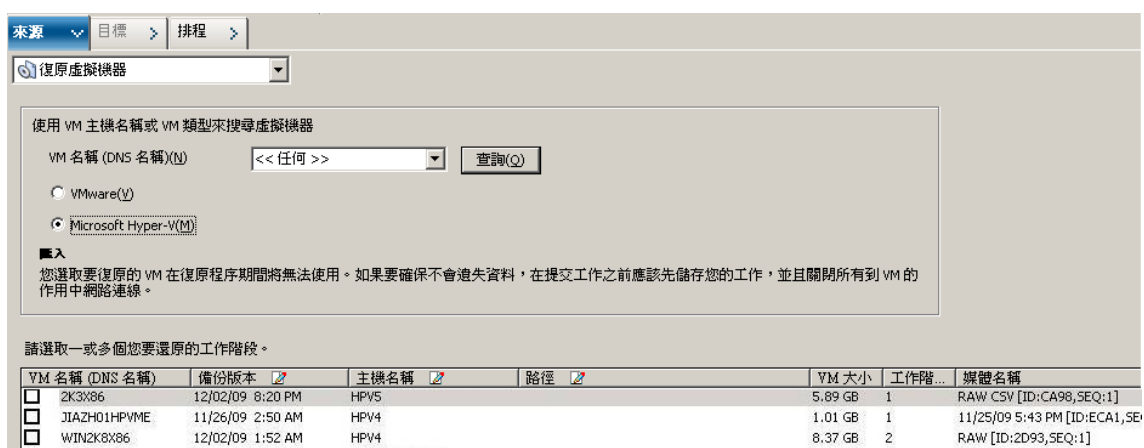 來源 目標 排程
復原虛擬機器
使用 VM 主機名稱或 VM 類型來搜尋虛擬機器
VM 名稱 (DNS 名稱)(N) << 任何 >> 查詢(Q)
VMware(V)
Microsoft Hyper-V(M)
匯入
您選取要復原的 VM 在復原程序期間將無法使用。如果要確保不會遺失資料，在提交工作之前應該先儲存您的工作，並且關閉所有到 VM 的
作用中網路連線。
請選取一或多個您要還原的工作階段。
VM 名稱 (DNS 名稱) 備份版本 主機名稱 路徑 VM 大小 工作階... 媒體名稱
2K3X86 12/02/09 8:20 PM HPV5 5.89 GB 1 RAW CSV [ID:CA98,SEQ:1]
JIAZH01HPVME 11/26/09 2:50 AM HPV4 1.01 GB 1 11/25/09 5:43 PM [ID:ECA1,SE
WIN2K8X86 12/02/09 1:52 AM HPV4 8.37 GB 2 RAW [ID:2D93,SEQ:1]